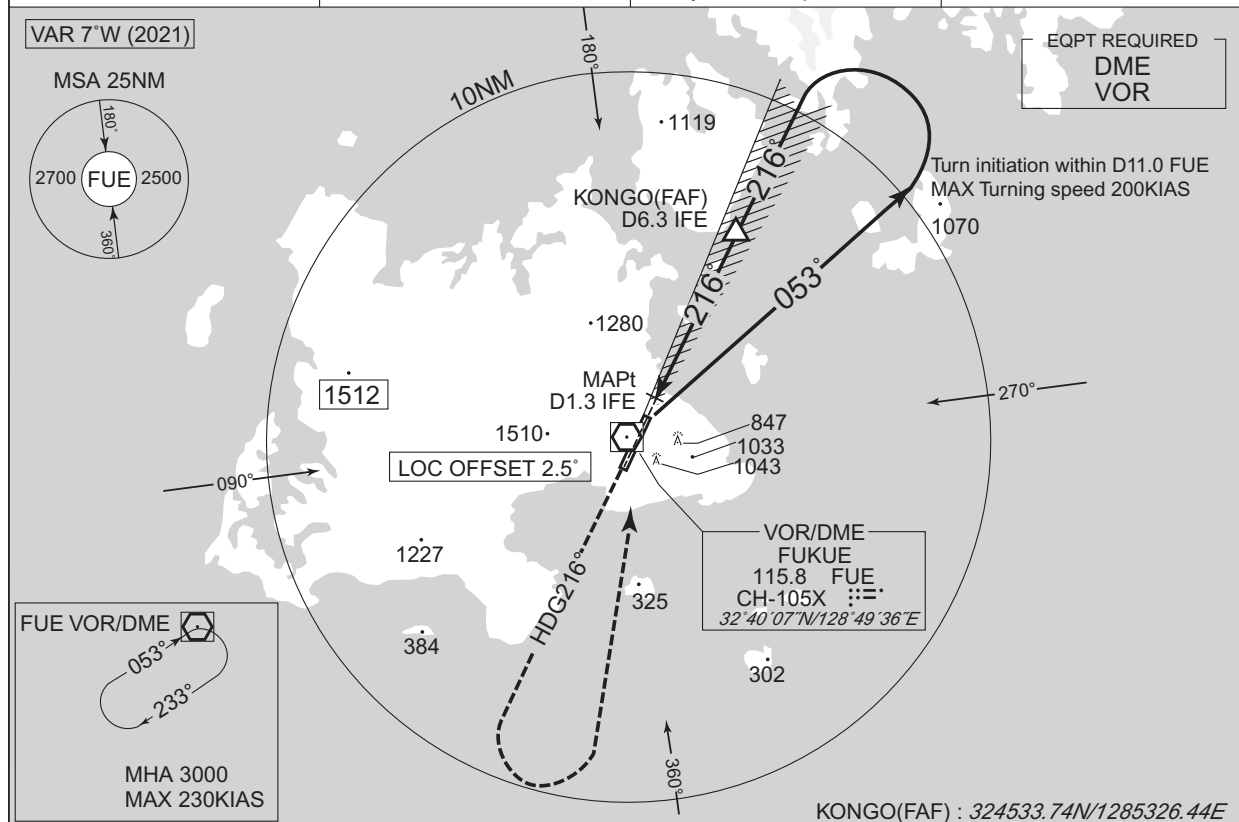 VAR 7°W (2021)
MSA 25NM
180°
2700
FUE
2500
360°
10NM
180°
1119
EQPT REQUIRED
DME
VOR
216°
KONGO(FAF)
D6.3 IFE
Turn initiation within D11.0 FUE
MAX Turning speed 200KIAS
1070
216°
053°
1280
1512
MAPt
D1.3 IFE
270°
1510
847
1033
1043
LOC OFFSET 2.5°
090°
VOR/DME
FUKUE
115.8 FUE
CH-105X
32°40′07″N/128°49′36″E
1227
HDG216°
325
384
302
FUE VOR/DME
053°
233°
MHA 3000
MAX 230KIAS
360°
KONGO(FAF) : 324533.74N/1285326.44E